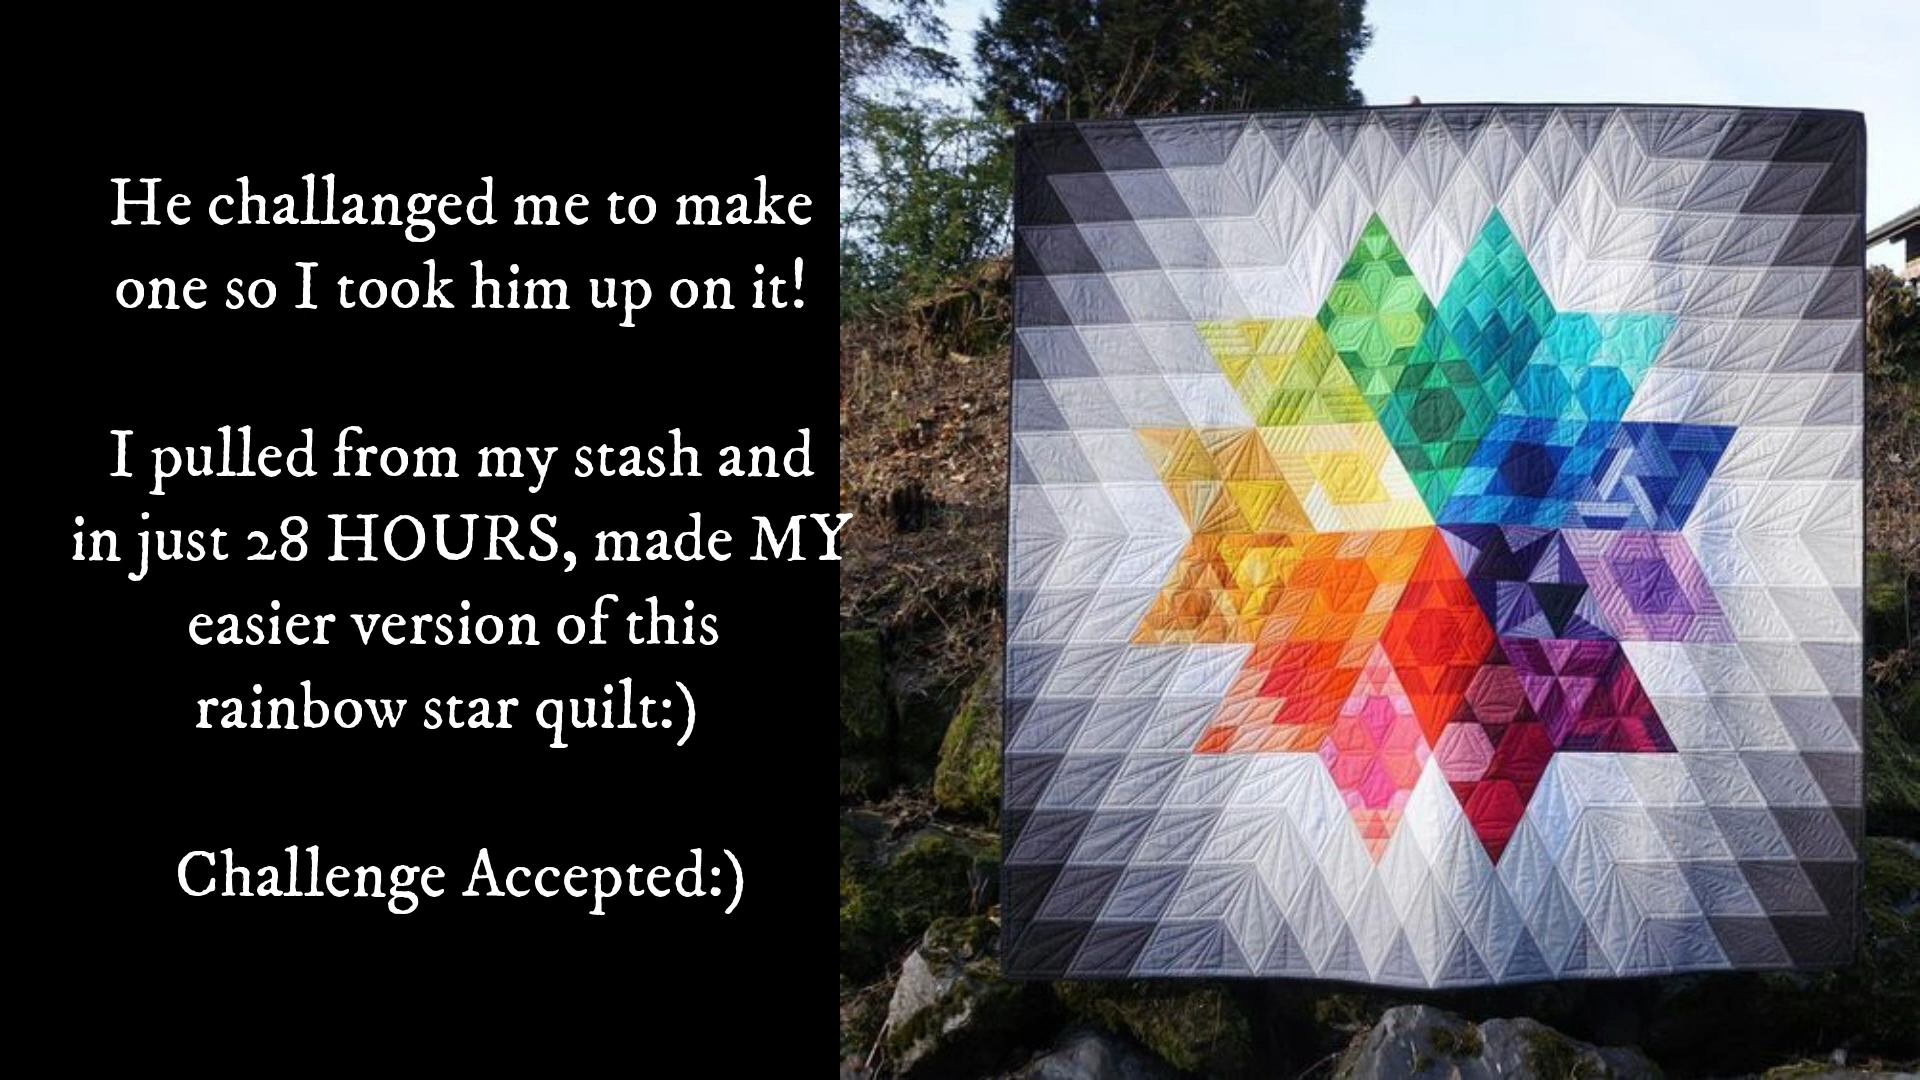 He challanged me to make
one so I took him up on it!
I pulled from my stash and
in just 28 HOURS, made MY
easier version of this
rainbow star quilt:)
Challenge Accepted:)